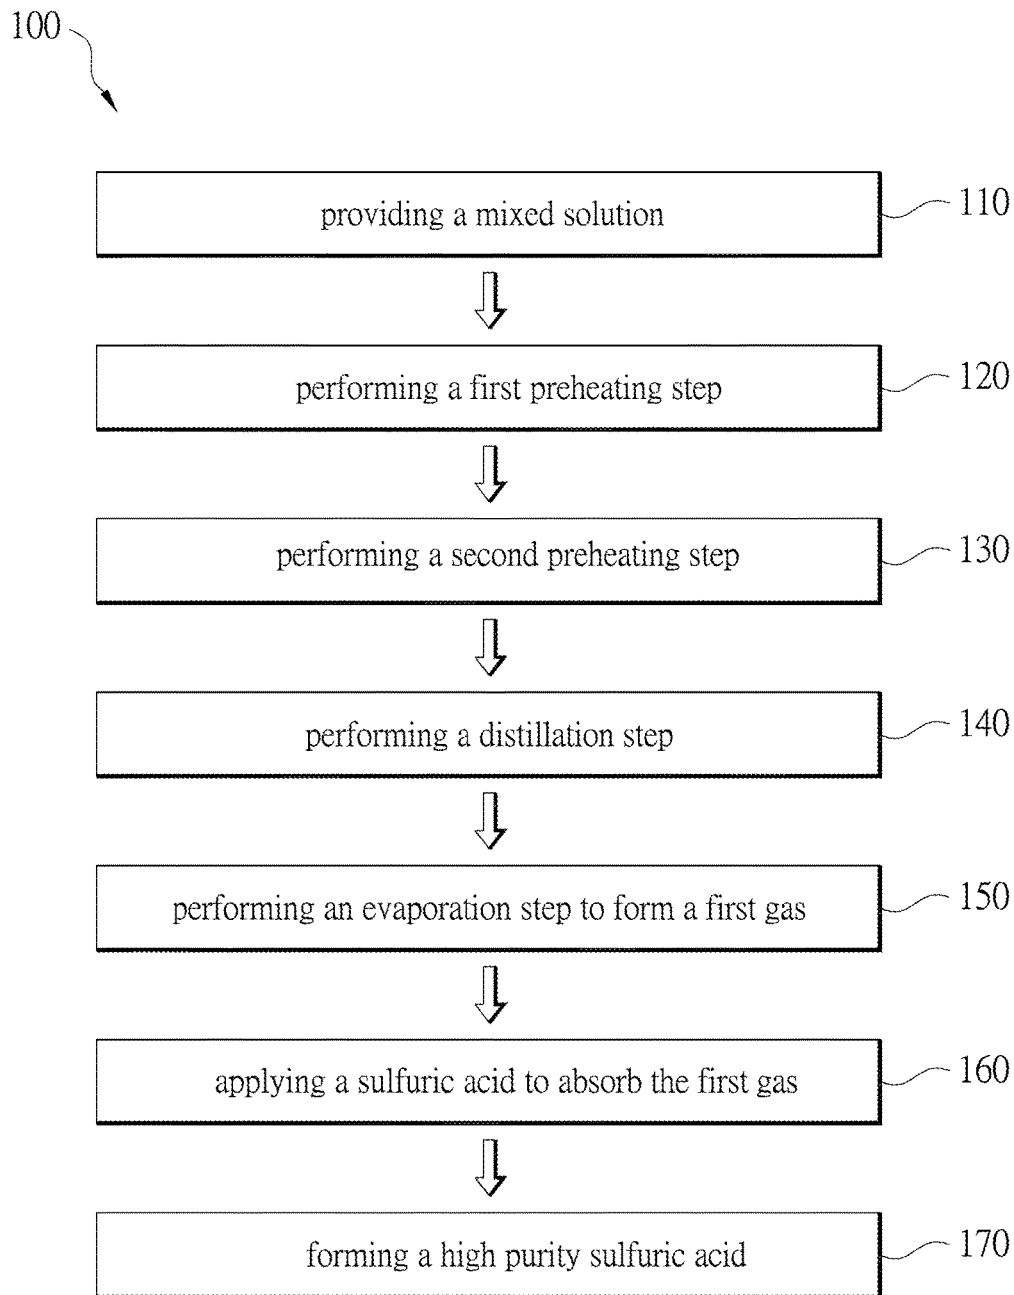 100
providing a mixed solution 110
performing a first preheating step 120
performing a second preheating step 130
performing a distillation step 140
performing an evaporation step to form a first gas 150
applying a sulfuric acid to absorb the first gas 160
forming a high purity sulfuric acid 170